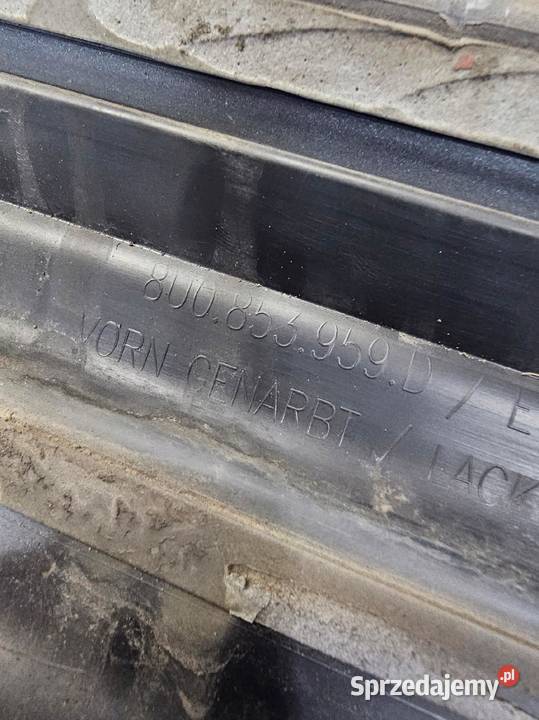 8U0.853.959.D / E
VORN GENARBT / LACK
Sprzedajemy.pl